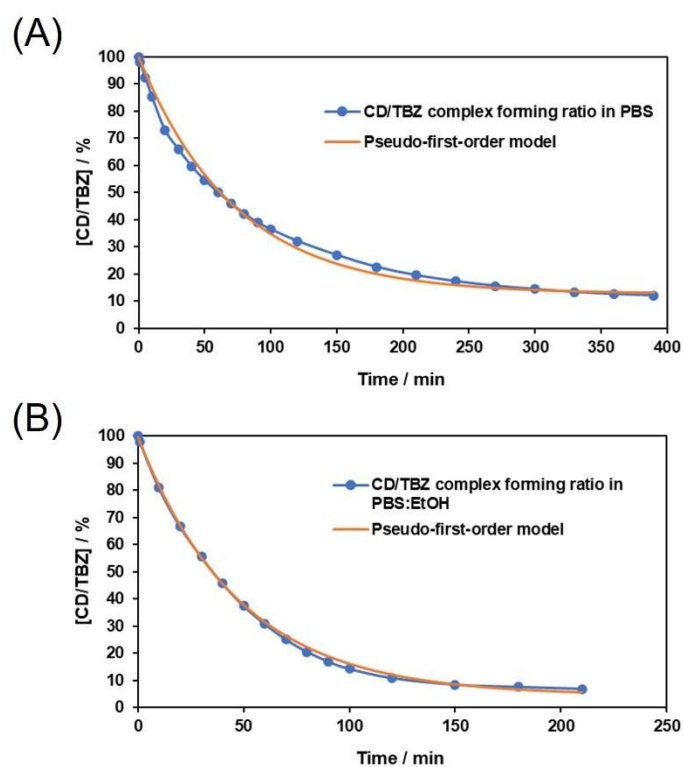 (A)
100
90
80
70
60
50
40
30
20
10
0
[CD/TBZ] / %
CD/TBZ complex forming ratio in PBS
Pseudo-first-order model
0 50 100 150 200 250 300 350 400
Time / min
(B)
100
90
80
70
60
50
40
30
20
10
0
[CD/TBZ] / %
CD/TBZ complex forming ratio in
PBS:EtOH
Pseudo-first-order model
0 50 100 150 200 250
Time / min